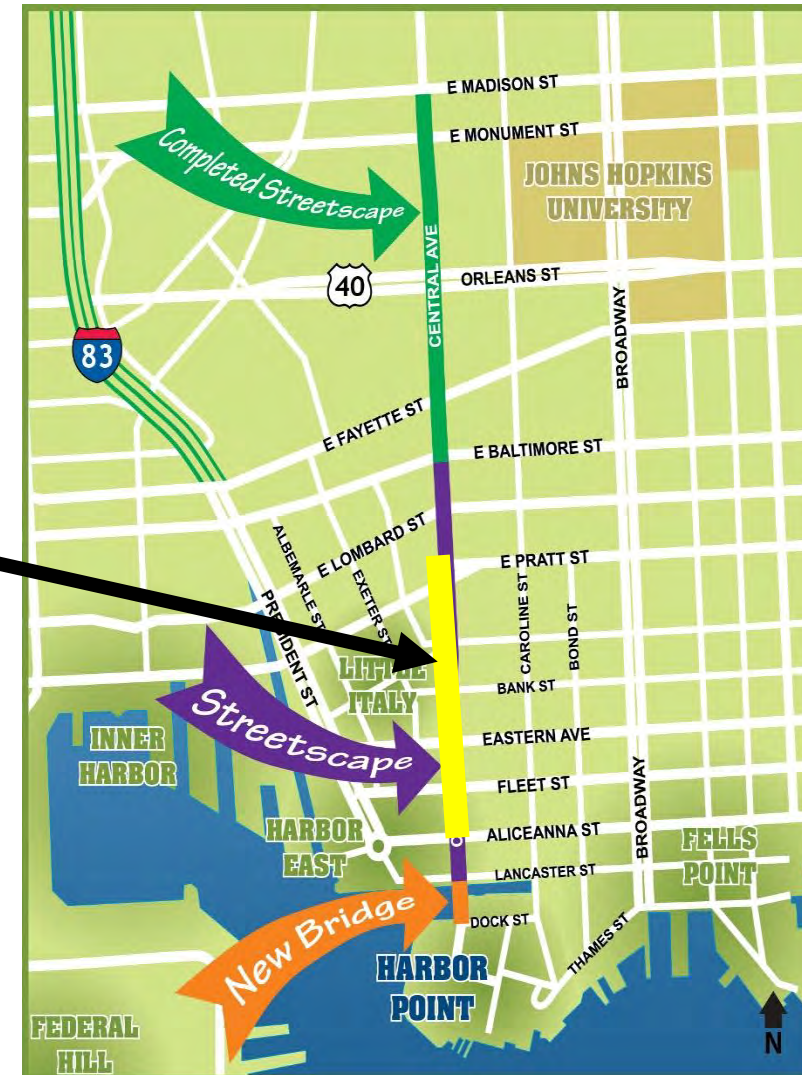 E MADISON ST
E MONUMENT ST
Completed Streetscape
JOHNS HOPKINS
UNIVERSITY
CENTRAL AVE
40
ORLEANS ST
83
BROADWAY
E FAYETTE ST
E BALTIMORE ST
E LOMBARD ST
ALBEMARLE ST
EXETER ST
E PRATT ST
PRESIDENT ST
CAROLINE ST
BOND ST
LITTLE
ITALY
BANK ST
Streetscape
EASTERN AVE
INNER
HARBOR
FLEET ST
BROADWAY
HARBOR
EAST
ALICEANNA ST
FELLS
POINT
LANCASTER ST
New Bridge
DOCK ST
THAMES ST
HARBOR
POINT
FEDERAL
HILL
N